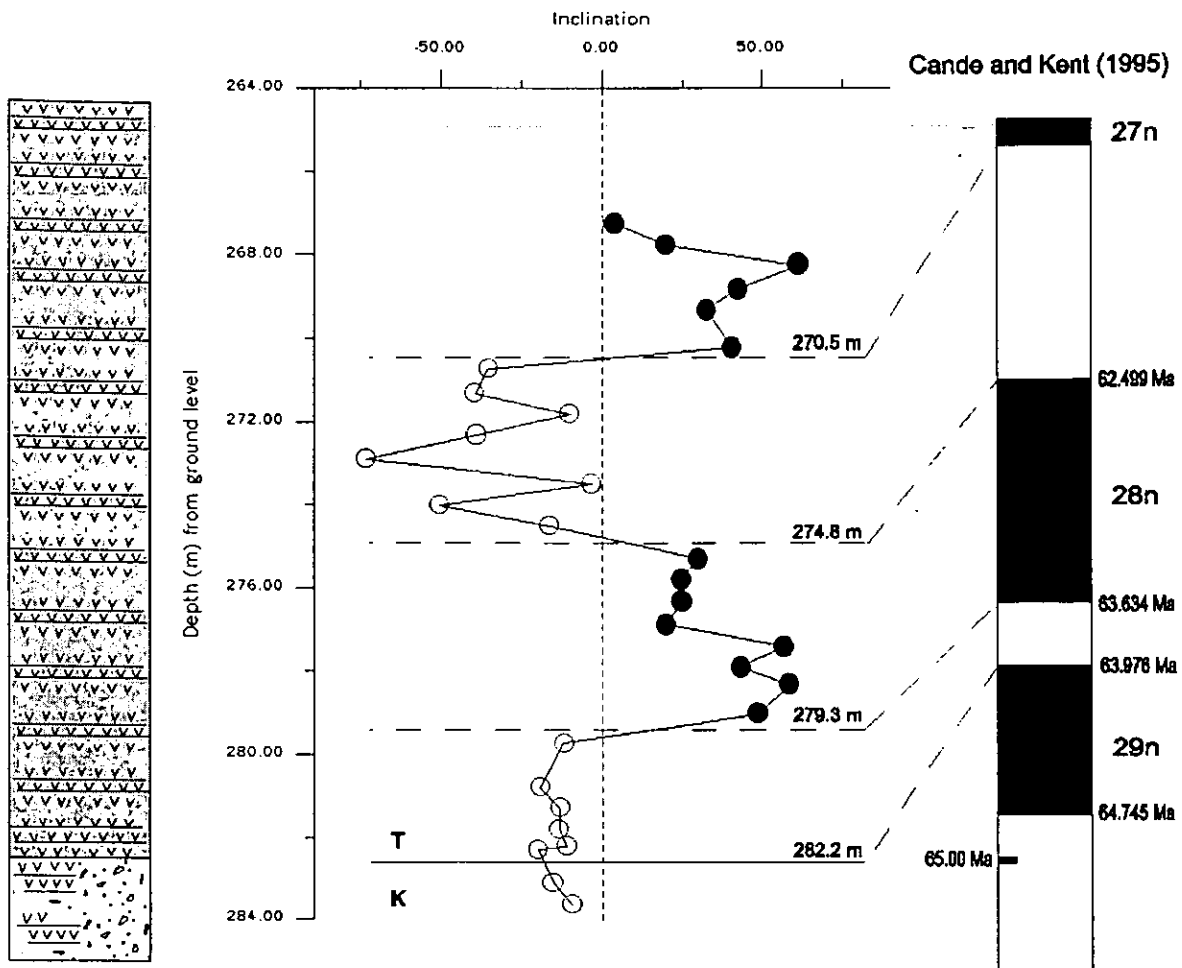 Inclination
-50.00 0.00 50.00
Cande and Kent (1995)
264.00
27n
268.00
270.5 m
62.499 Ma
272.00
Depth (m) from ground level
28n
274.8 m
276.00
63.634 Ma
63.976 Ma
279.3 m
280.00
29n
64.745 Ma
T
282.2 m
65.00 Ma
K
284.00